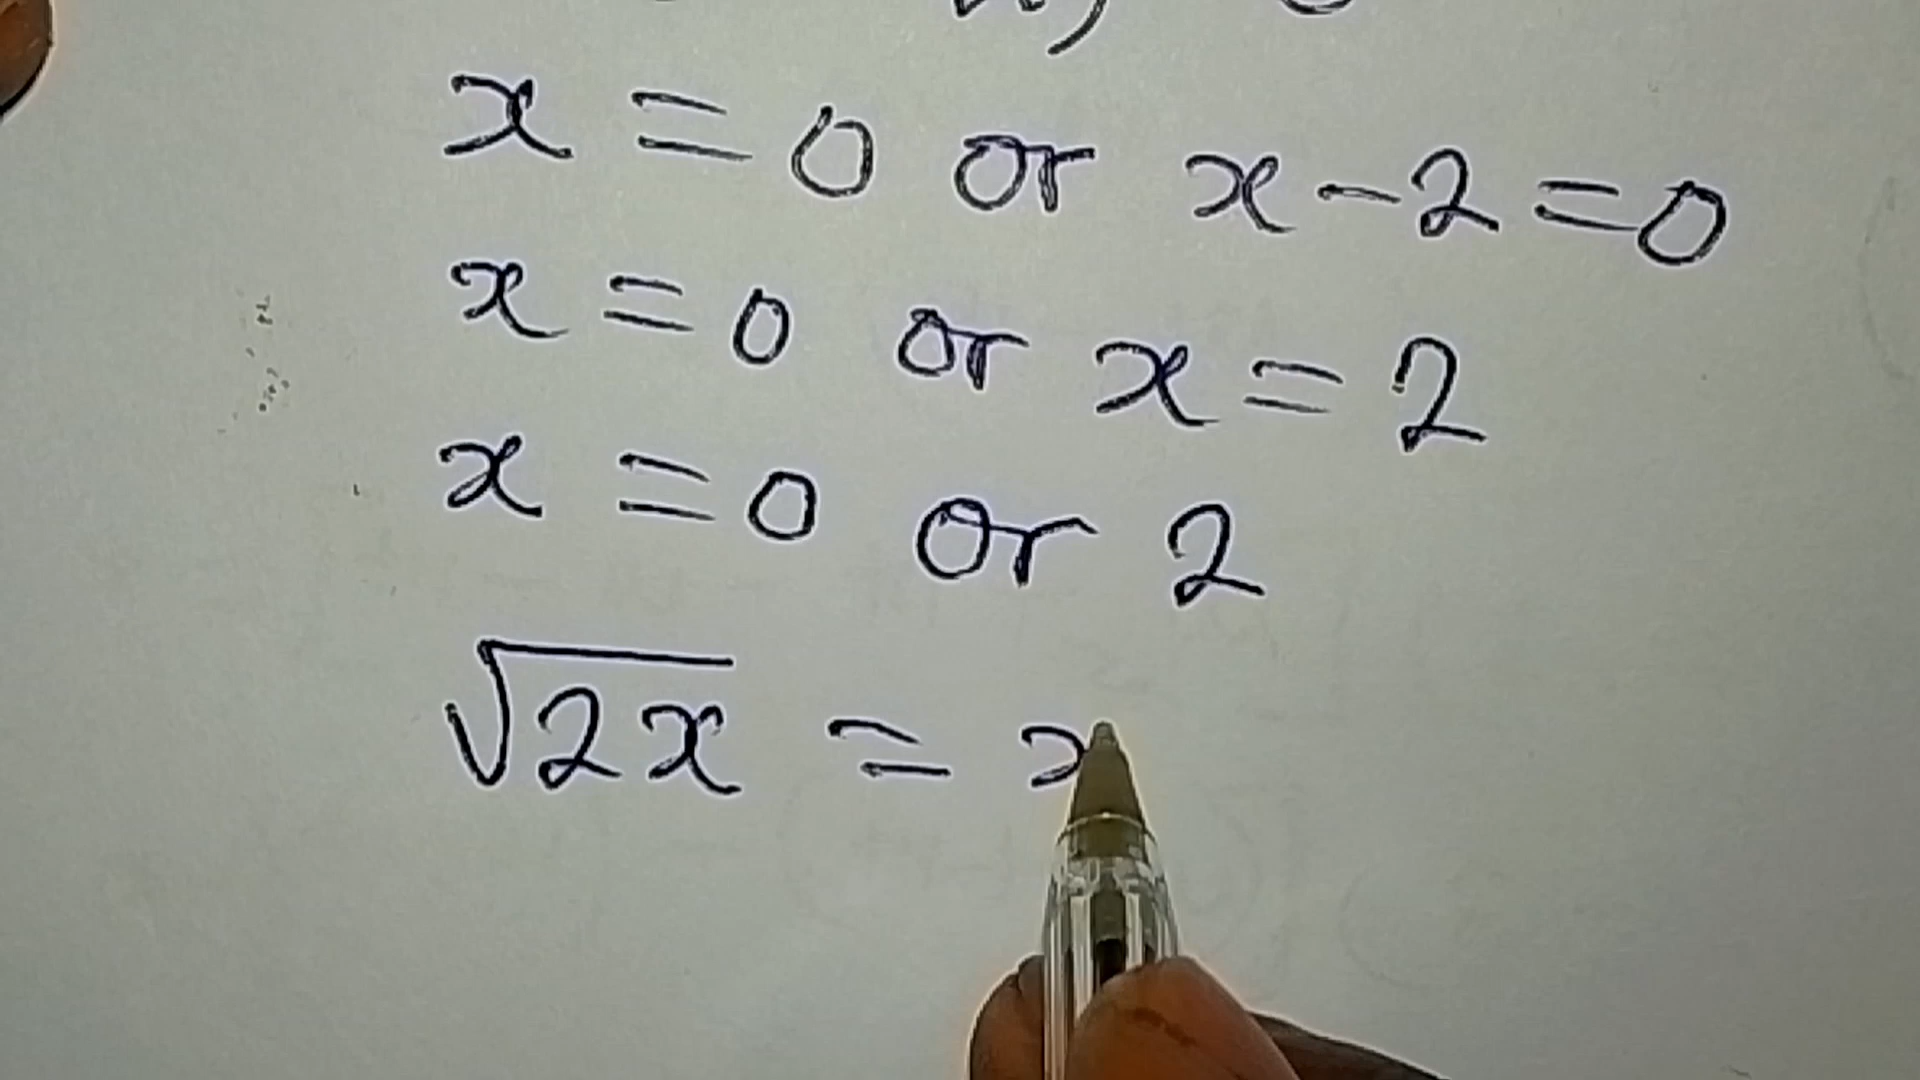 x = 0 or x - 2 = 0
x = 0 or x = 2
x = 0 or 2
√2x = x